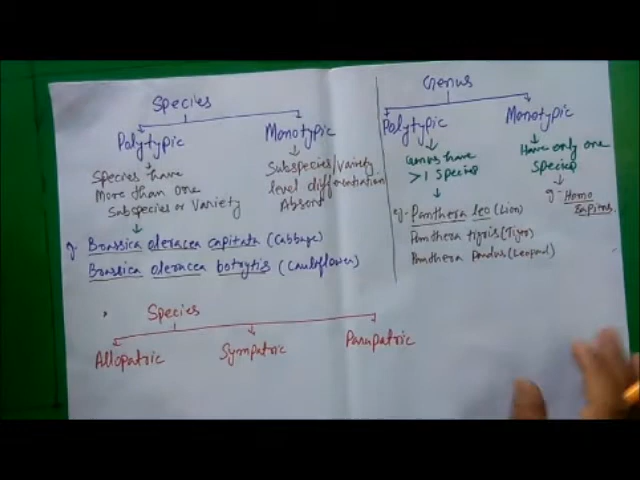 Species
Polytypic
Species have
More than one
Subspecies or Variety
Monotypic
Subspecies/Variety
level differentiation
Absent
eg. Brassica oleracea capitata (Cabbage)
Brassica oleracea botrytis (Cauliflower)
Genus
Polytypic
Genus have
>1 Species
eg- Panthera leo (Lion)
Panthera tigris (Tiger)
Panthera Pardus (Leopad)
Monotypic
Have only one
Species
eg- Homo
Sapiens.
Species
Allopatric
Sympatric
Parapatric